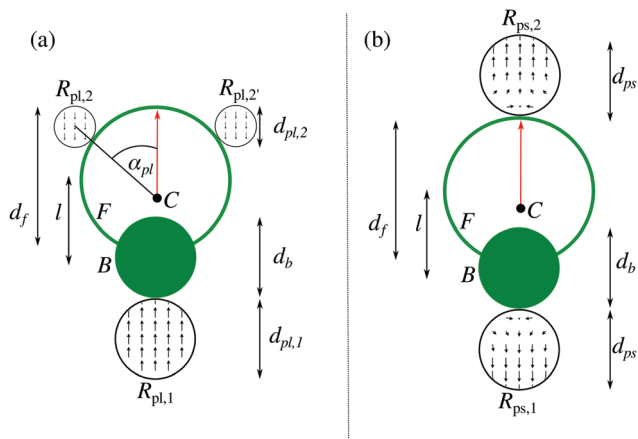 (a)
R_pl,2
R_pl,2'
d_pl,2
α_pl
C
d_f
l
F
B
d_b
d_pl,1
R_pl,1
(b)
R_ps,2
d_ps
C
d_f
l
F
B
d_b
d_ps
R_ps,1